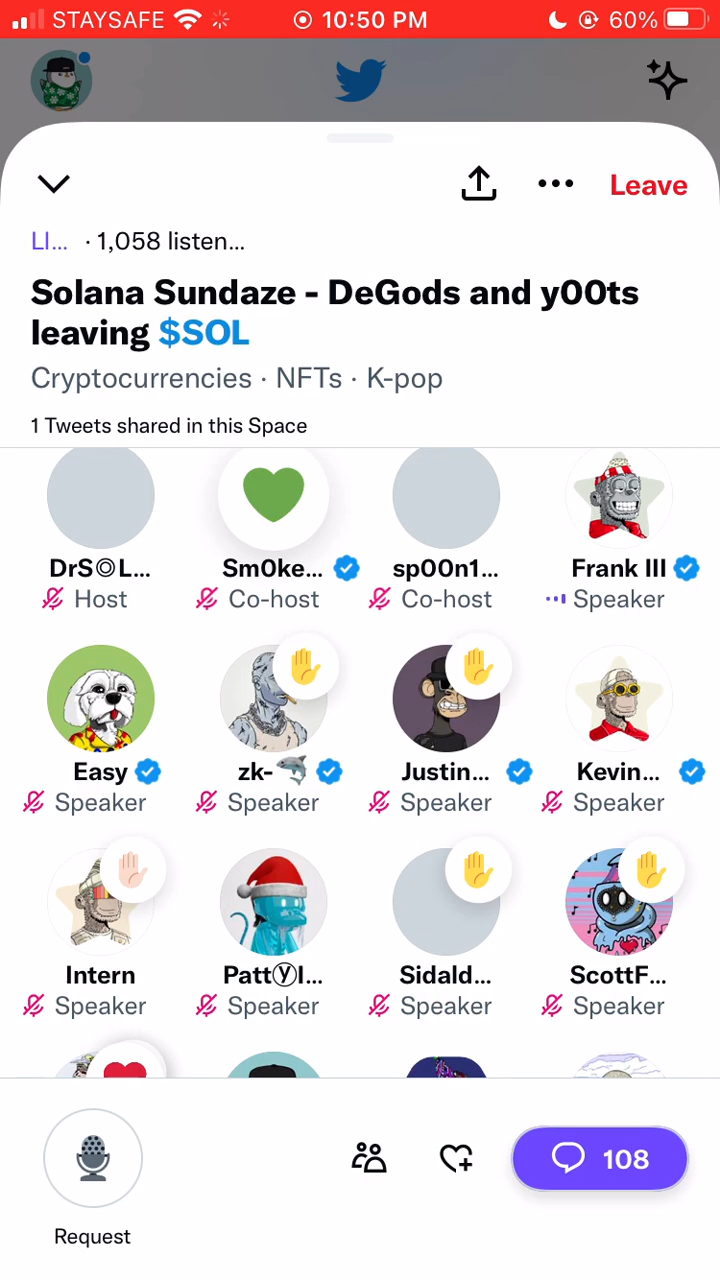 STAYSAFE 10:50 PM 60%
Leave
LI... · 1,058 listen...
Solana Sundaze - DeGods and y00ts
leaving $SOL
Cryptocurrencies · NFTs · K-pop
1 Tweets shared in this Space
DrS◎L... Sm0ke... sp00n1... Frank III
Host Co-host Co-host Speaker
Easy zk-🐬 Justin... Kevin...
Speaker Speaker Speaker Speaker
Intern Pattⓨl... Sidald... ScottF...
Speaker Speaker Speaker Speaker
108
Request